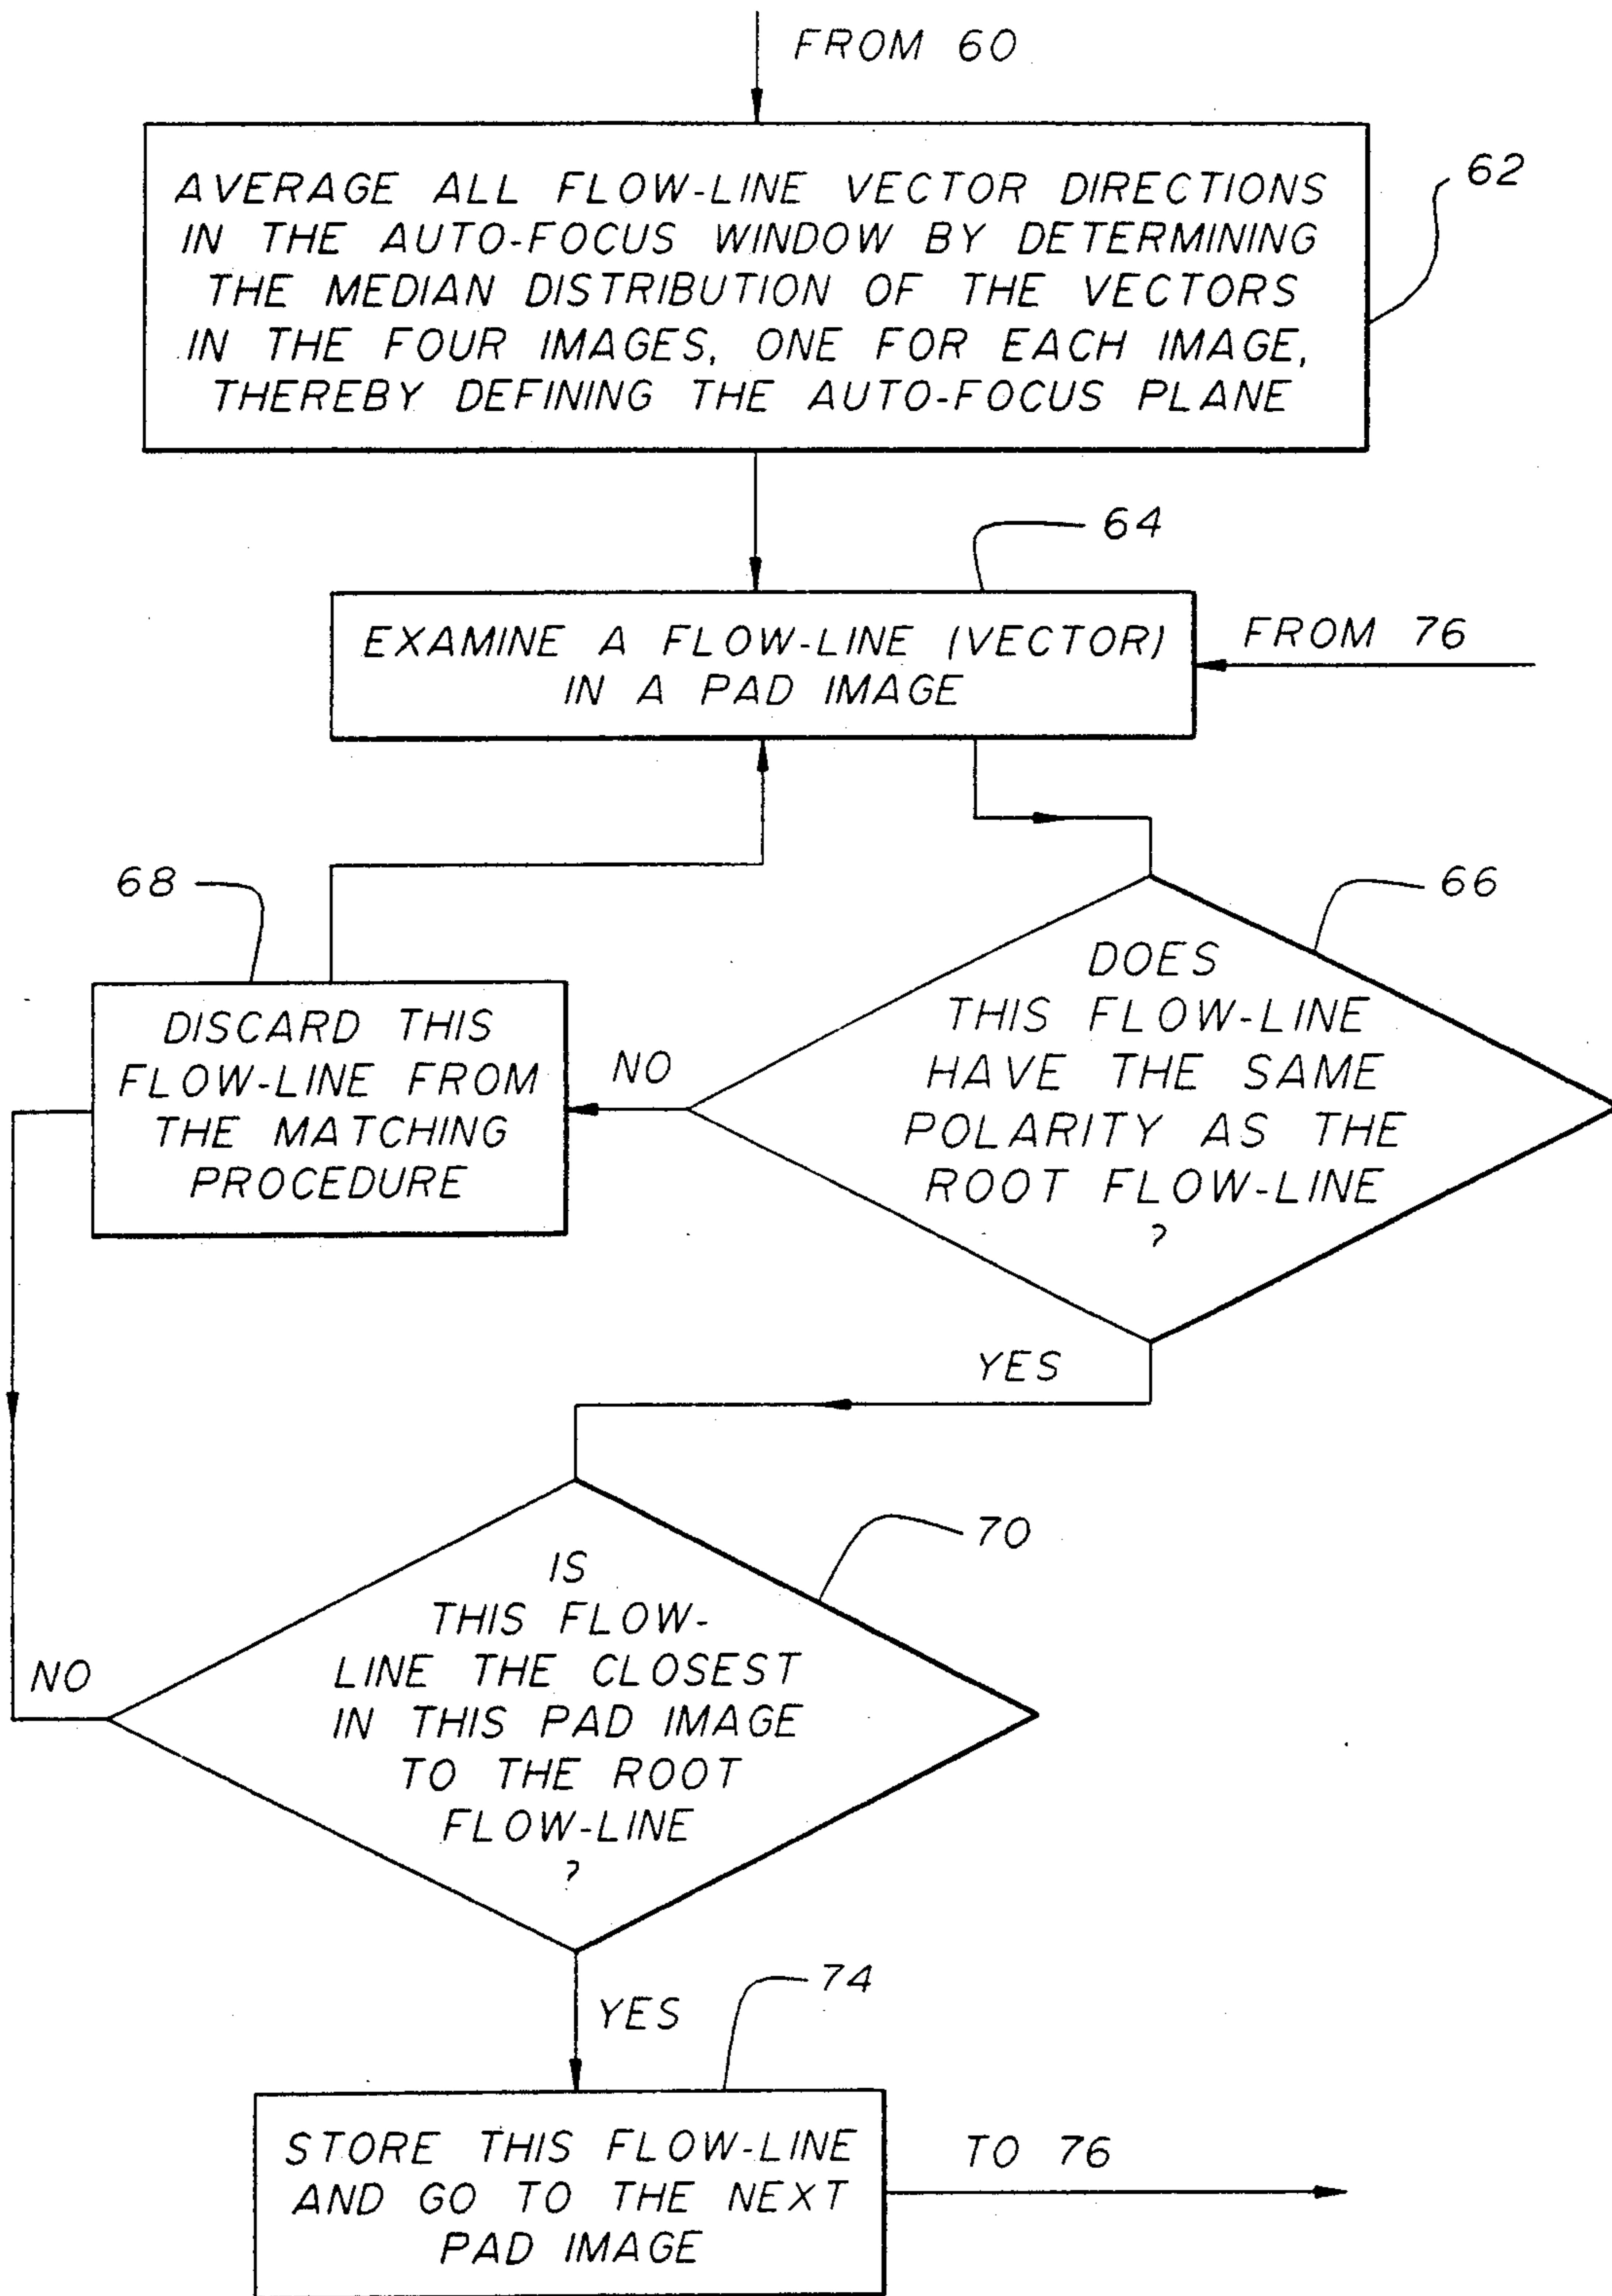 FROM 60
AVERAGE ALL FLOW-LINE VECTOR DIRECTIONS
IN THE AUTO-FOCUS WINDOW BY DETERMINING
THE MEDIAN DISTRIBUTION OF THE VECTORS
IN THE FOUR IMAGES, ONE FOR EACH IMAGE,
THEREBY DEFINING THE AUTO-FOCUS PLANE
62
64
EXAMINE A FLOW-LINE (VECTOR)
IN A PAD IMAGE
FROM 76
68
66
DISCARD THIS
FLOW-LINE FROM
THE MATCHING
PROCEDURE
NO
DOES
THIS FLOW-LINE
HAVE THE SAME
POLARITY AS THE
ROOT FLOW-LINE
?
YES
70
IS
THIS FLOW-
LINE THE CLOSEST
IN THIS PAD IMAGE
TO THE ROOT
FLOW-LINE
?
NO
YES
74
STORE THIS FLOW-LINE
AND GO TO THE NEXT
PAD IMAGE
TO 76